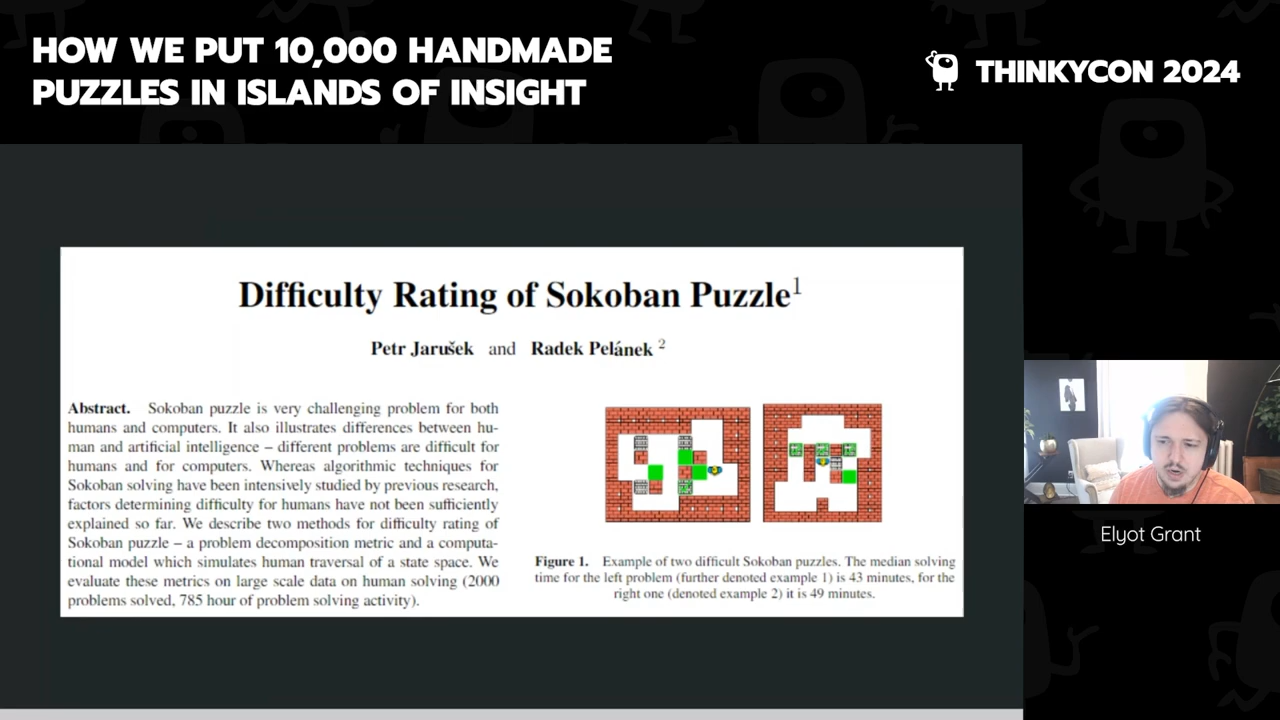 HOW WE PUT 10,000 HANDMADE
PUZZLES IN ISLANDS OF INSIGHT
THINKYCON 2024
Difficulty Rating of Sokoban Puzzle¹
Petr Jarušek and Radek Pelánek ²
Abstract. Sokoban puzzle is very challenging problem for both
humans and computers. It also illustrates differences between hu-
man and artificial intelligence – different problems are difficult for
humans and for computers. Whereas algorithmic techniques for
Sokoban solving have been intensively studied by previous research,
factors determining difficulty for humans have not been sufficiently
explained so far. We describe two methods for difficulty rating of
Sokoban puzzle – a problem decomposition metric and a computa-
tional model which simulates human traversal of a state space. We
evaluate these metrics on large scale data on human solving (2000
problems solved, 785 hour of problem solving activity).
Figure 1. Example of two difficult Sokoban puzzles. The median solving
time for the left problem (further denoted example 1) is 43 minutes, for the
right one (denoted example 2) it is 49 minutes.
Elyot Grant